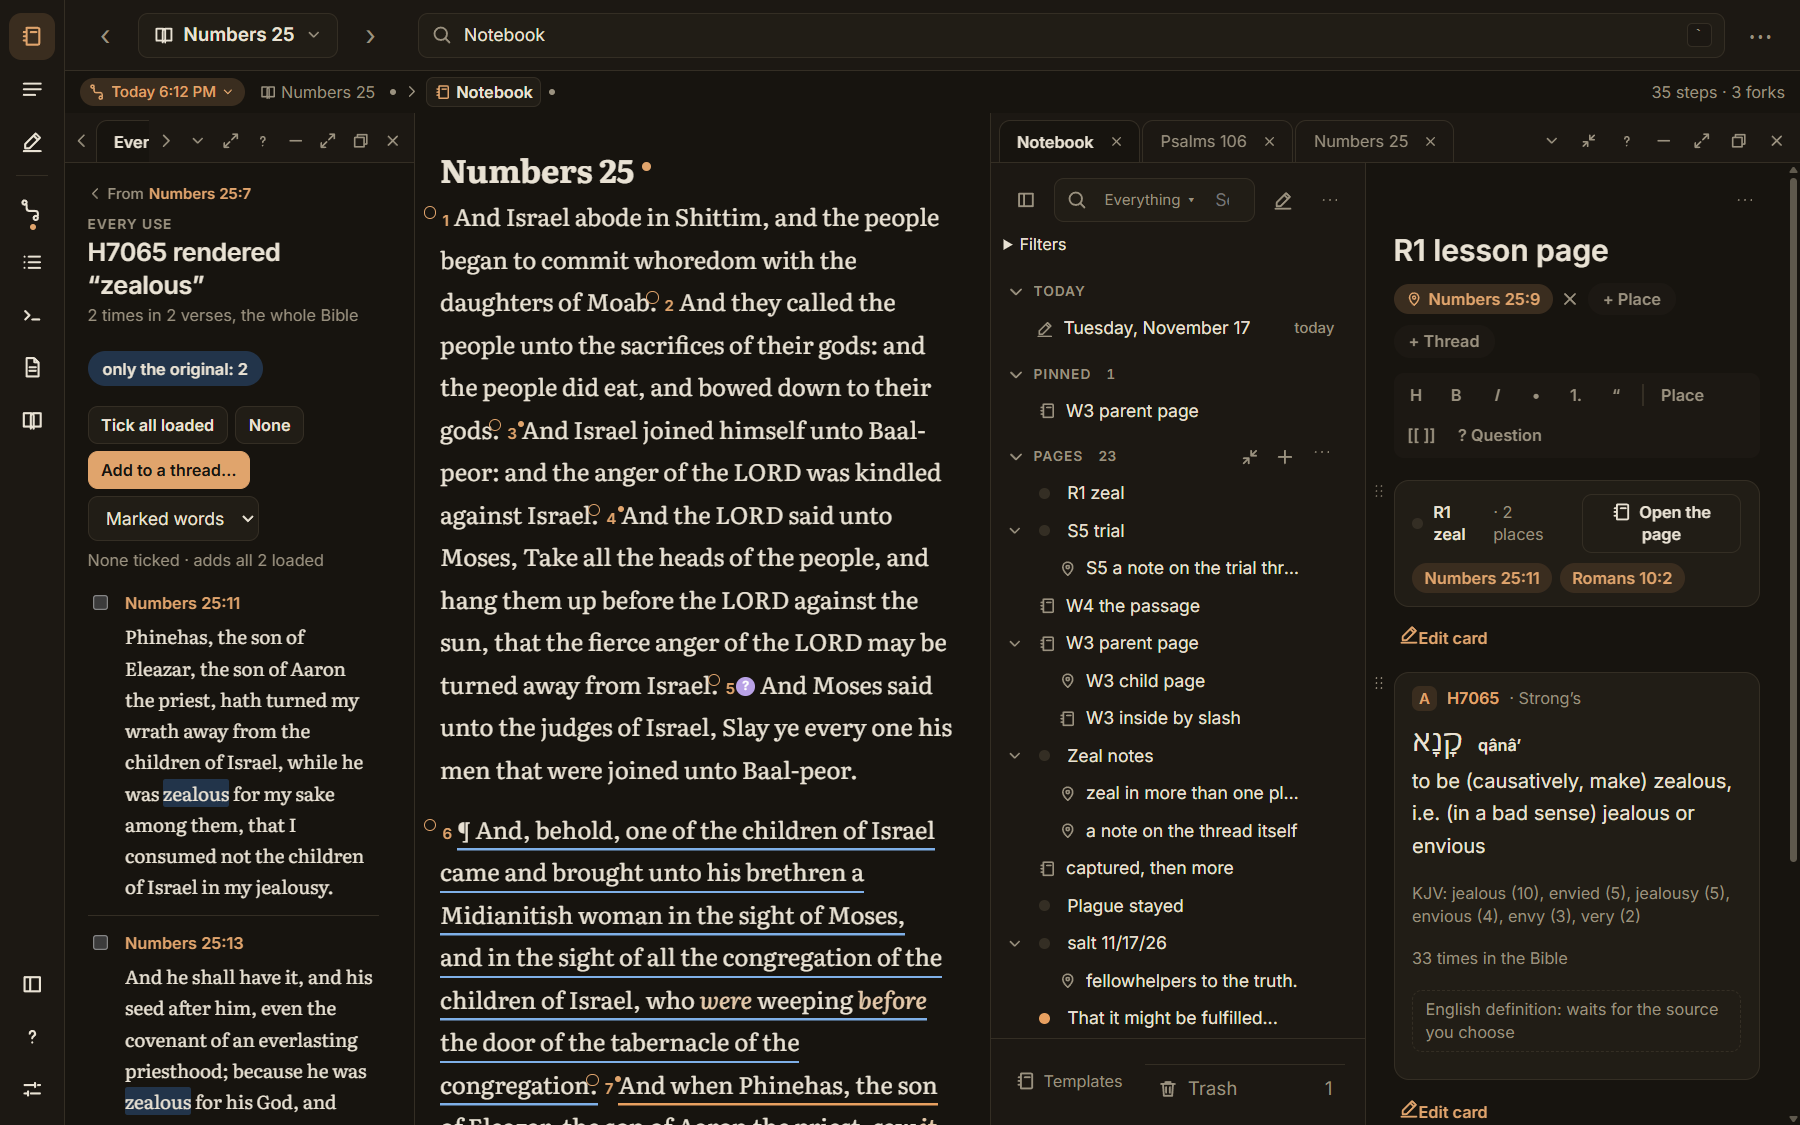 Numbers 25
Notebook
`
Today 6:12 PM
Numbers 25
Notebook
35 steps · 3 forks
Ever
?
From Numbers 25:7
EVERY USE
H7065 rendered
“zealous”
2 times in 2 verses, the whole Bible
only the original: 2
Tick all loaded
None
Add to a thread...
Marked words
None ticked · adds all 2 loaded
Numbers 25:11
Phinehas, the son of
Eleazar, the son of Aaron
the priest, hath turned my
wrath away from the
children of Israel, while he
was zealous for my sake
among them, that I
consumed not the children
of Israel in my jealousy.
Numbers 25:13
And he shall have it, and his
seed after him, even the
covenant of an everlasting
priesthood; because he was
zealous for his God, and
?
Numbers 25
1 And Israel abode in Shittim, and the people
began to commit whoredom with the
daughters of Moab. 2 And they called the
people unto the sacrifices of their gods: and
the people did eat, and bowed down to their
gods. 3 And Israel joined himself unto Baal-
peor: and the anger of the LORD was kindled
against Israel. 4 And the LORD said unto
Moses, Take all the heads of the people, and
hang them up before the LORD against the
sun, that the fierce anger of the LORD may be
turned away from Israel. 5 ? And Moses said
unto the judges of Israel, Slay ye every one his
men that were joined unto Baal-peor.
6 ¶ And, behold, one of the children of Israel
came and brought unto his brethren a
Midianitish woman in the sight of Moses,
and in the sight of all the congregation of the
children of Israel, who were weeping before
the door of the tabernacle of the
congregation. 7 And when Phinehas, the son
of Eleazar, the son of Aaron the priest, saw it,
Notebook
Psalms 106
Numbers 25
?
Everything
Filters
TODAY
Tuesday, November 17 today
PINNED 1
W3 parent page
PAGES 23
R1 zeal
S5 trial
S5 a note on the trial thr...
W4 the passage
W3 parent page
W3 child page
W3 inside by slash
Zeal notes
zeal in more than one pl...
a note on the thread itself
captured, then more
Plague stayed
salt 11/17/26
fellowhelpers to the truth.
That it might be fulfilled...
Templates
Trash 1
R1 lesson page
Numbers 25:9
+ Place
+ Thread
H B I • 1. “ Place
[[ ]] ? Question
R1 zeal · 2 places
Open the page
Numbers 25:11
Romans 10:2
Edit card
A H7065 · Strong’s
קָנָא qânâʼ
to be (causatively, make) zealous,
i.e. (in a bad sense) jealous or
envious
KJV: jealous (10), envied (5), jealousy (5),
envious (4), envy (3), very (2)
33 times in the Bible
English definition: waits for the source
you choose
Edit card